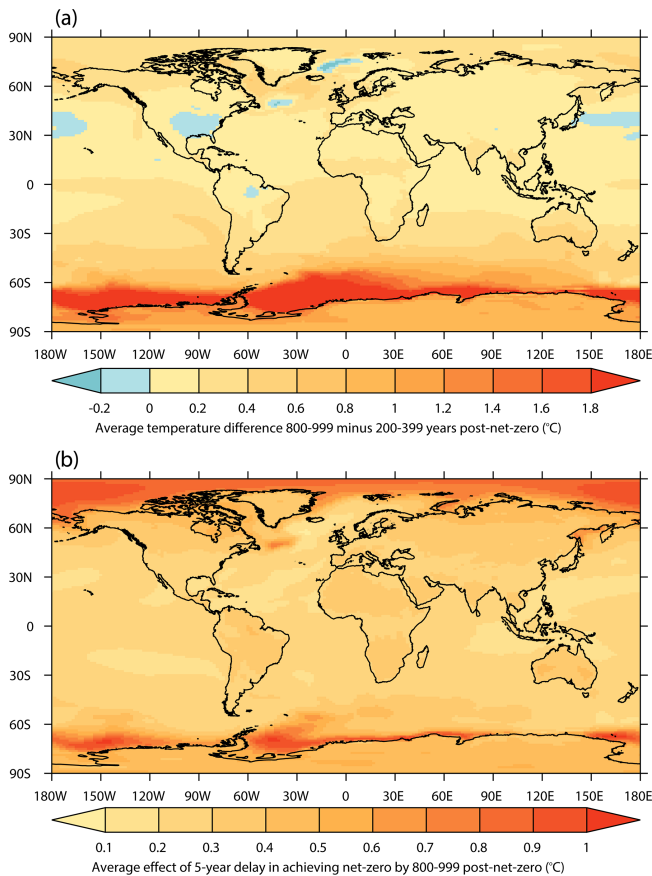 (a)
90N
60N
30N
0
30S
60S
90S
180W 150W 120W 90W 60W 30W 0 30E 60E 90E 120E 150E 180E
-0.2 0 0.2 0.4 0.6 0.8 1 1.2 1.4 1.6 1.8
Average temperature difference 800-999 minus 200-399 years post-net-zero (°C)
(b)
90N
60N
30N
0
30S
60S
90S
180W 150W 120W 90W 60W 30W 0 30E 60E 90E 120E 150E 180E
0.1 0.2 0.3 0.4 0.5 0.6 0.7 0.8 0.9 1
Average effect of 5-year delay in achieving net-zero by 800-999 post-net-zero (°C)